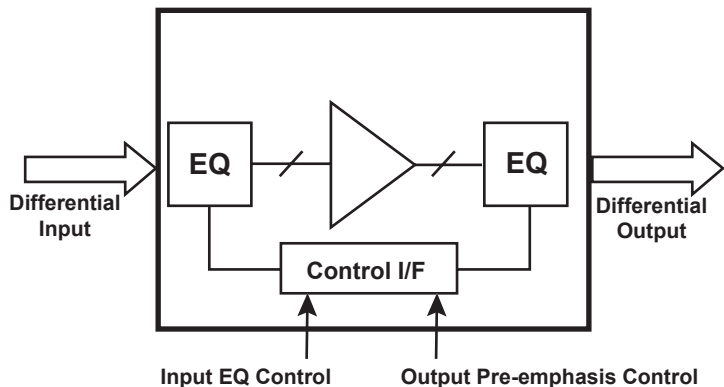 EQ
EQ
Differential
Input
Differential
Output
Control I/F
Input EQ Control
Output Pre-emphasis Control